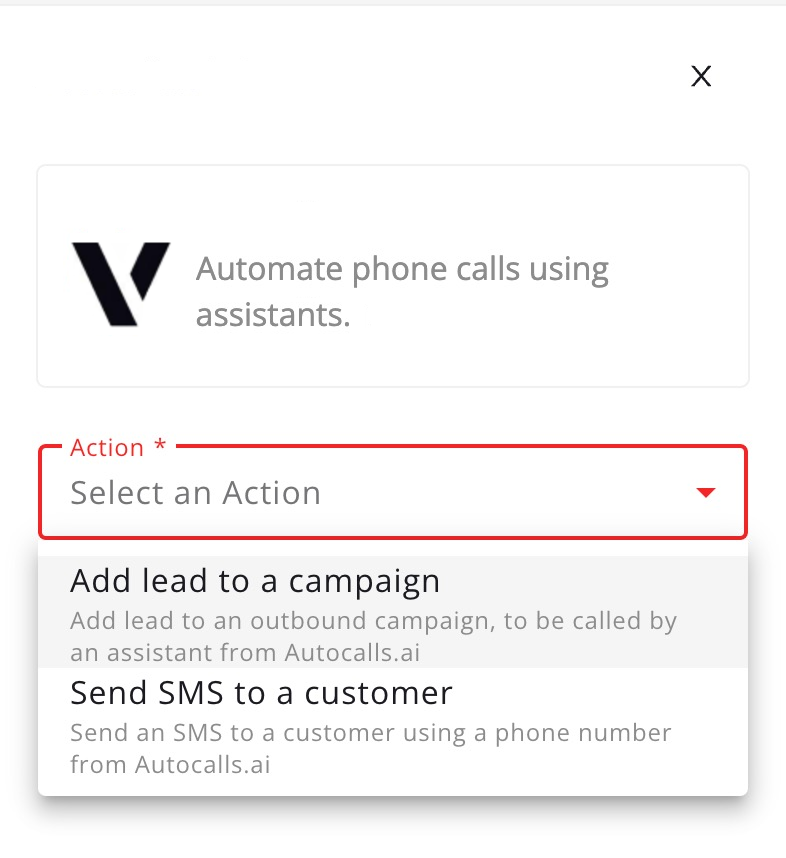 X
Automate phone calls using
assistants.
Action *
Select an Action
Add lead to a campaign
Add lead to an outbound campaign, to be called by
an assistant from Autocalls.ai
Send SMS to a customer
Send an SMS to a customer using a phone number
from Autocalls.ai